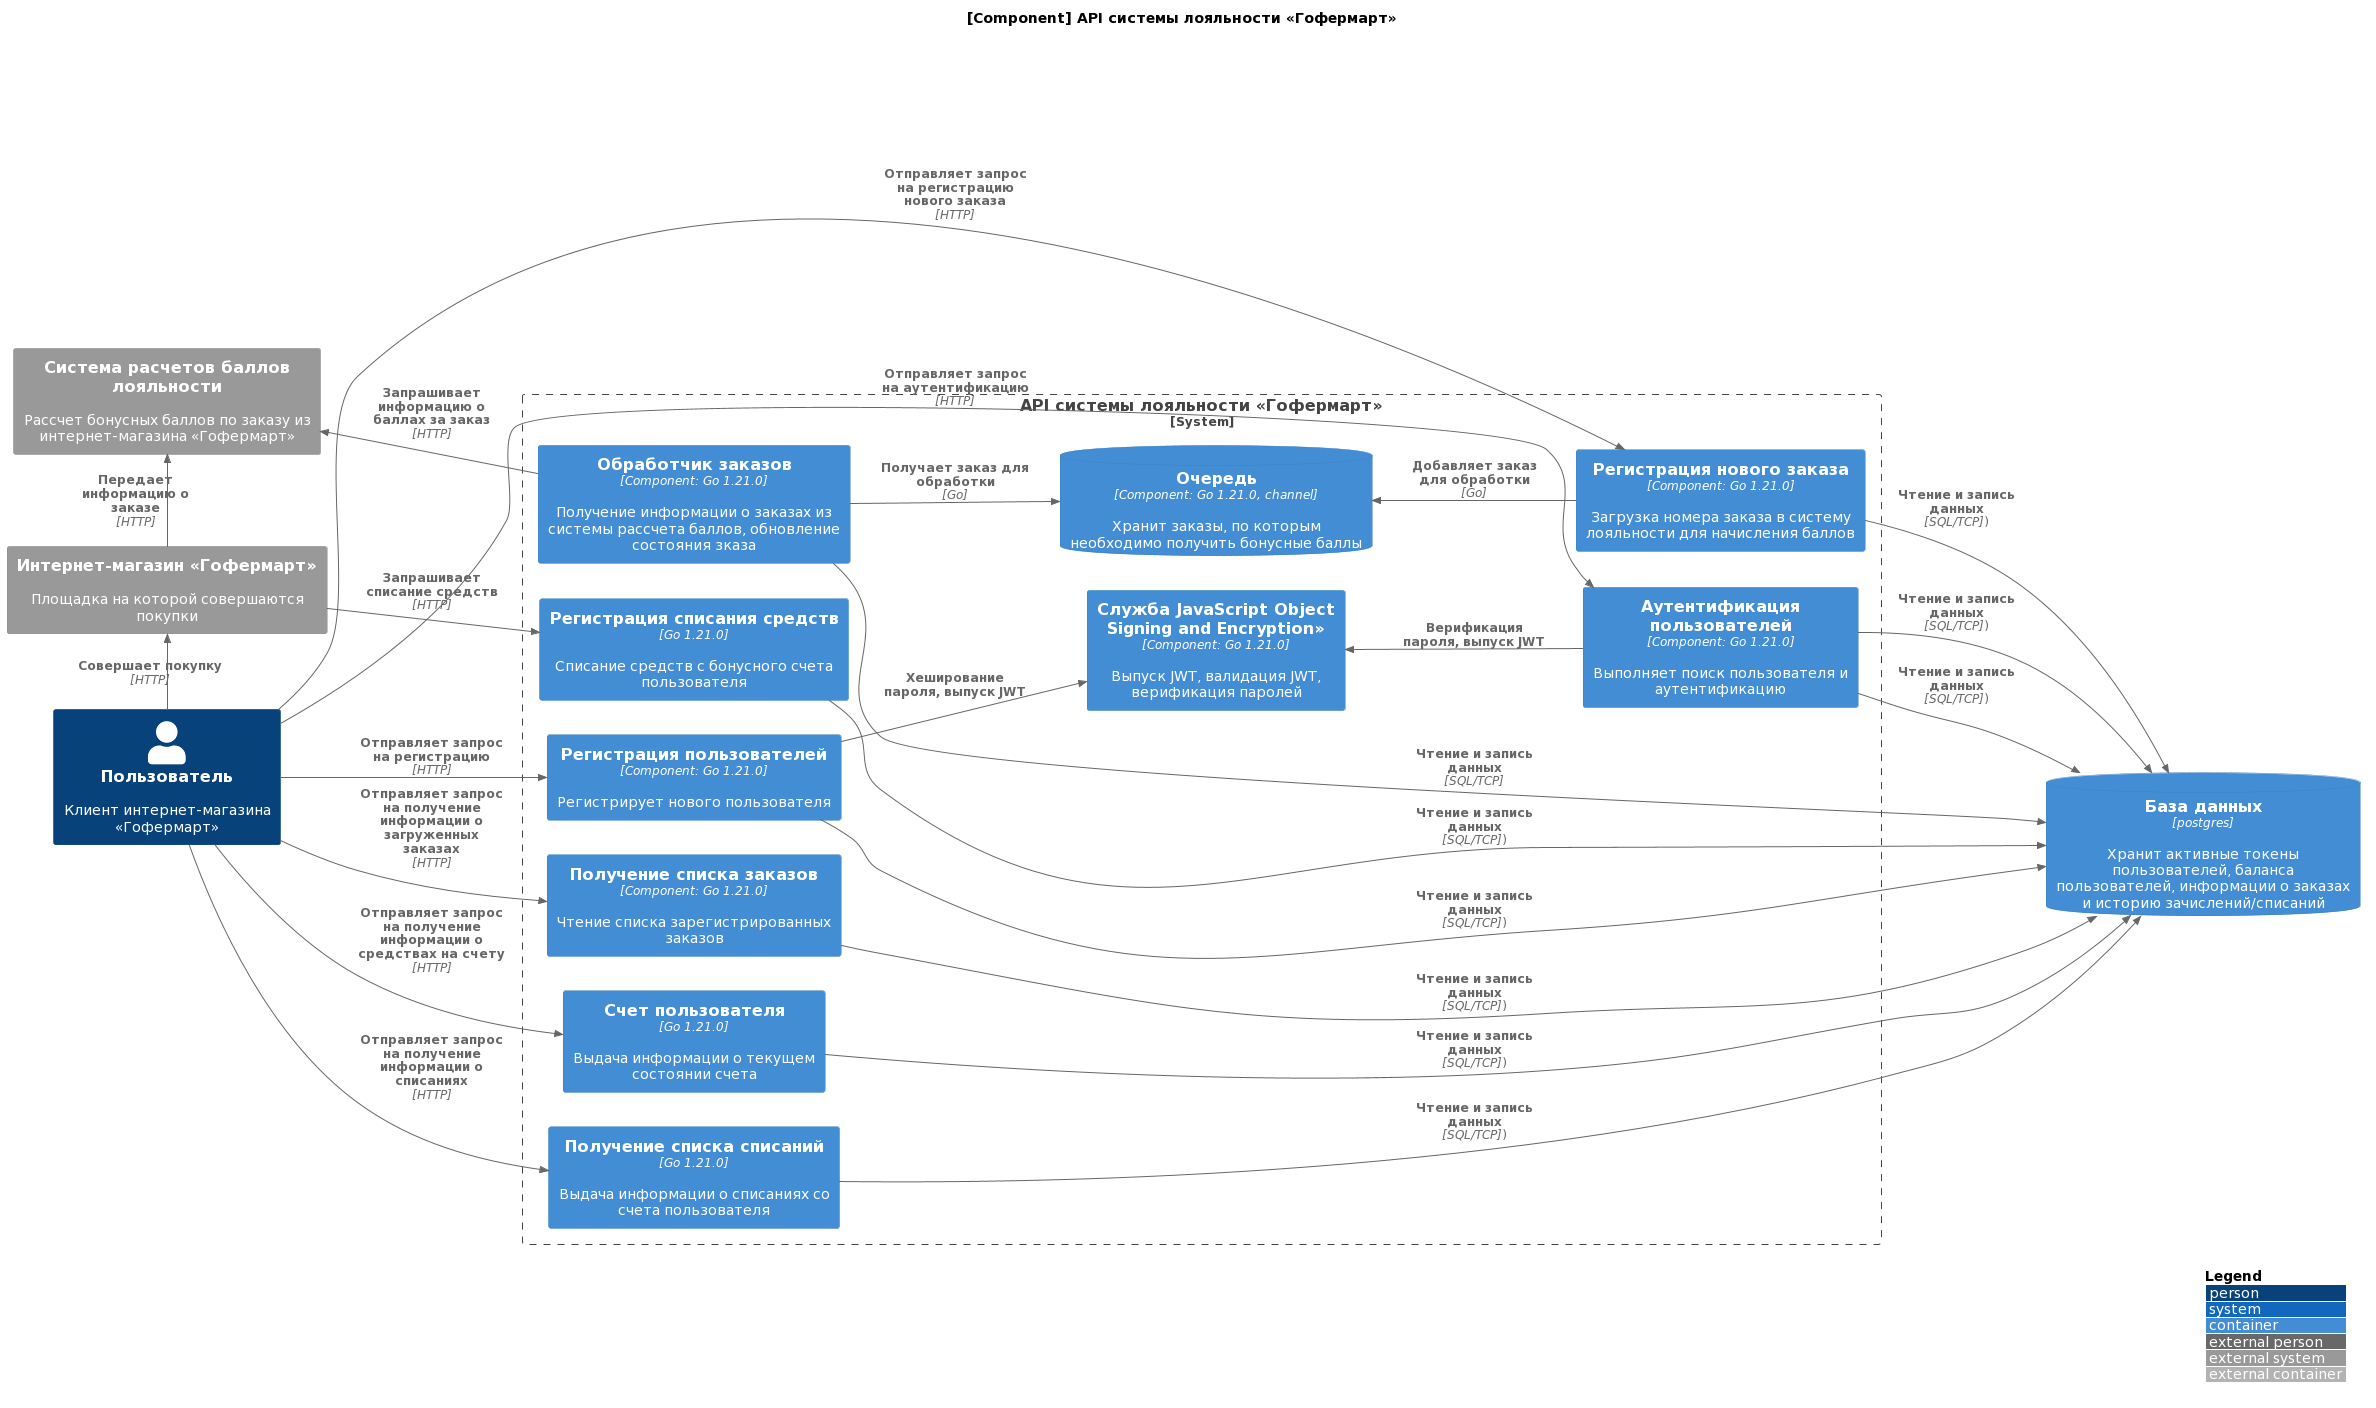 [Component] API системы лояльности «Гофермарт»
Отправляет запрос
на регистрацию
нового заказа
[HTTP]
Система расчетов баллов
лояльности
Рассчет бонусных баллов по заказу из
интернет-магазина «Гофермарт»
Запрашивает
информацию о
баллах за заказ
[HTTP]
Отправляет запрос
на аутентификацию
[HTTP]
API системы лояльности «Гофермарт»
[System]
Обработчик заказов
[Component: Go 1.21.0]
Получение информации о заказах из
системы рассчета баллов, обновление
состояния зказа
Получает заказ для
обработки
[Go]
Очередь
[Component: Go 1.21.0, channel]
Хранит заказы, по которым
необходимо получить бонусные баллы
Добавляет заказ
для обработки
[Go]
Регистрация нового заказа
[Component: Go 1.21.0]
Загрузка номера заказа в систему
лояльности для начисления баллов
Чтение и запись
данных
[SQL/TCP])
Передает
информацию о
заказе
[HTTP]
Интернет-магазин «Гофермарт»
Площадка на которой совершаются
покупки
Запрашивает
списание средств
[HTTP]
Регистрация списания средств
[Go 1.21.0]
Списание средств с бонусного счета
пользователя
Служба JavaScript Object
Signing and Encryption»
[Component: Go 1.21.0]
Выпуск JWT, валидация JWT,
верификация паролей
Верификация
пароля, выпуск JWT
Аутентификация
пользователей
[Component: Go 1.21.0]
Выполняет поиск пользователя и
аутентификацию
Чтение и запись
данных
[SQL/TCP])
Чтение и запись
данных
[SQL/TCP])
Совершает покупку
[HTTP]
Хеширование
пароля, выпуск JWT
Пользователь
Клиент интернет-магазина
«Гофермарт»
Отправляет запрос
на регистрацию
[HTTP]
Регистрация пользователей
[Component: Go 1.21.0]
Регистрирует нового пользователя
Чтение и запись
данных
[SQL/TCP]
База данных
[postgres]
Хранит активные токены
пользователей, баланса
пользователей, информации о заказах
и историю зачислений/списаний
Отправляет запрос
на получение
информации о
загруженных
заказах
[HTTP]
Чтение и запись
данных
[SQL/TCP])
Получение списка заказов
[Component: Go 1.21.0]
Чтение списка зарегистрированных
заказов
Чтение и запись
данных
[SQL/TCP])
Отправляет запрос
на получение
информации о
средствах на счету
[HTTP]
Чтение и запись
данных
[SQL/TCP])
Счет пользователя
[Go 1.21.0]
Выдача информации о текущем
состоянии счета
Чтение и запись
данных
[SQL/TCP])
Отправляет запрос
на получение
информации о
списаниях
[HTTP]
Чтение и запись
данных
[SQL/TCP])
Получение списка списаний
[Go 1.21.0]
Выдача информации о списаниях со
счета пользователя
Legend
person
system
container
external person
external system
external container